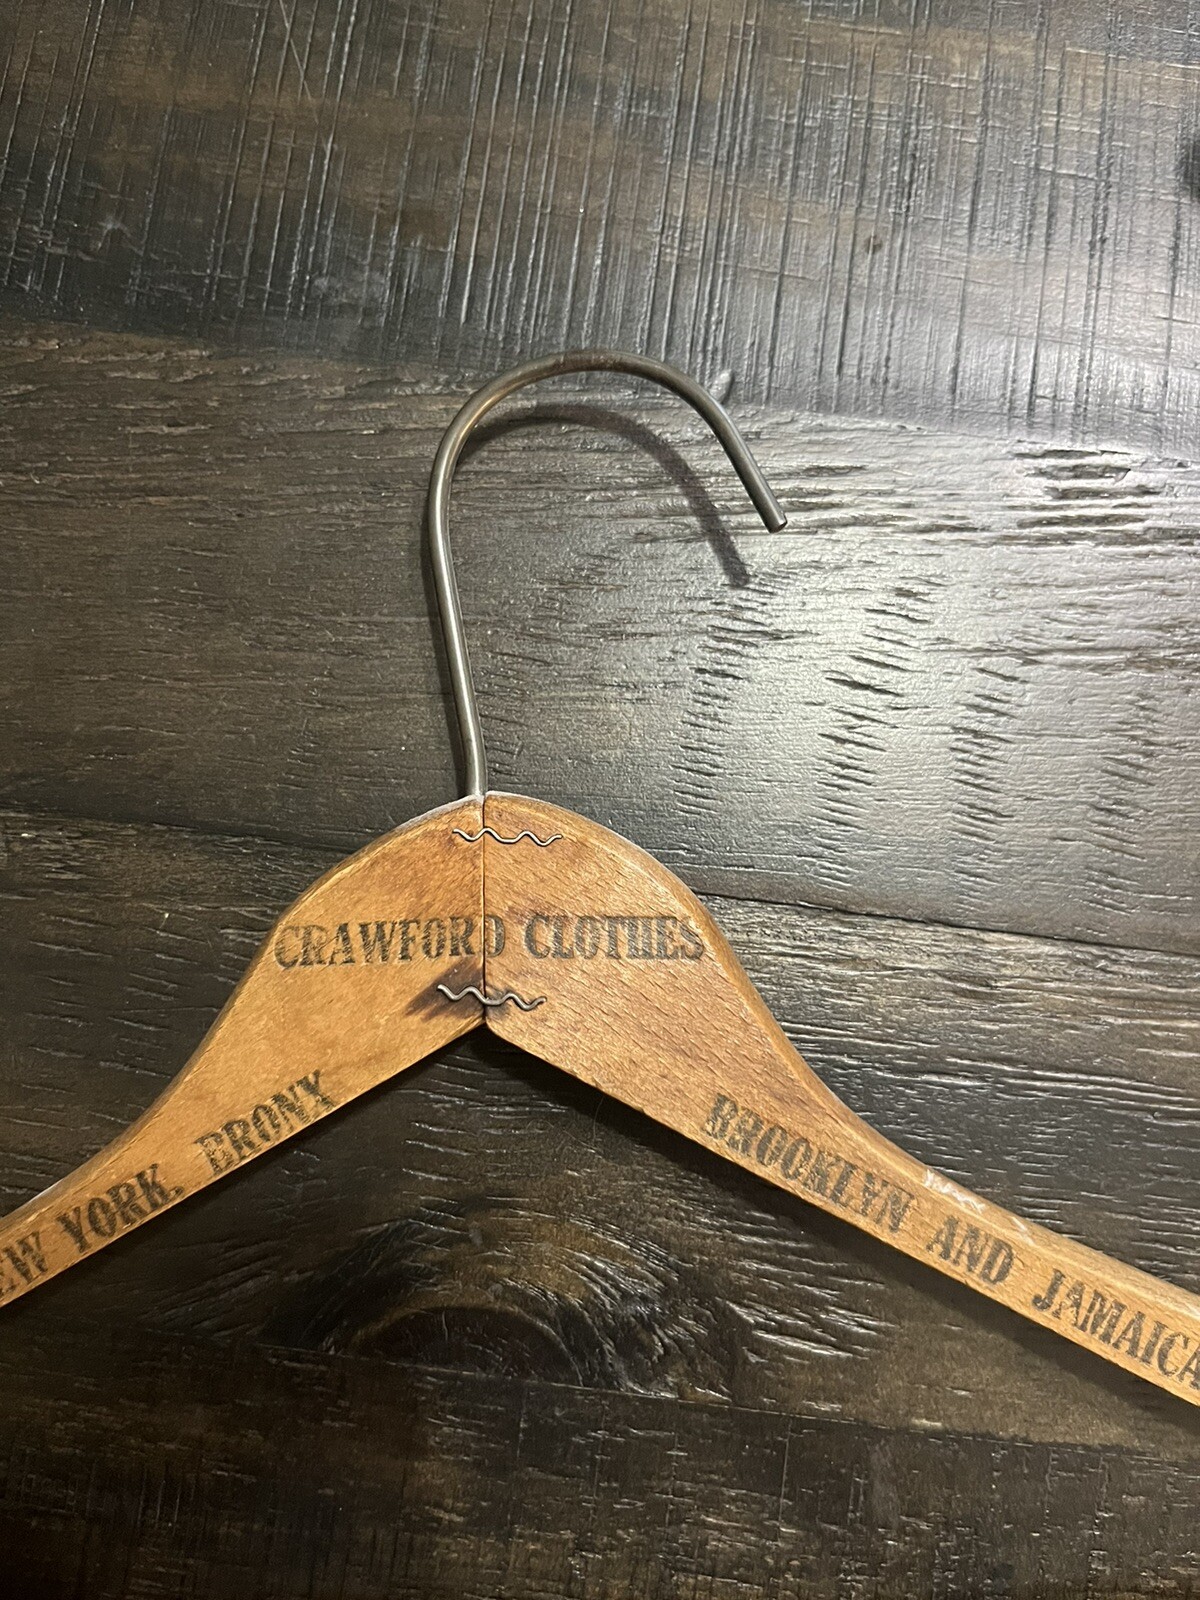 CRAWFORD CLOTHES
EW YORK, BRONX
BROOKLYN AND JAMAICA